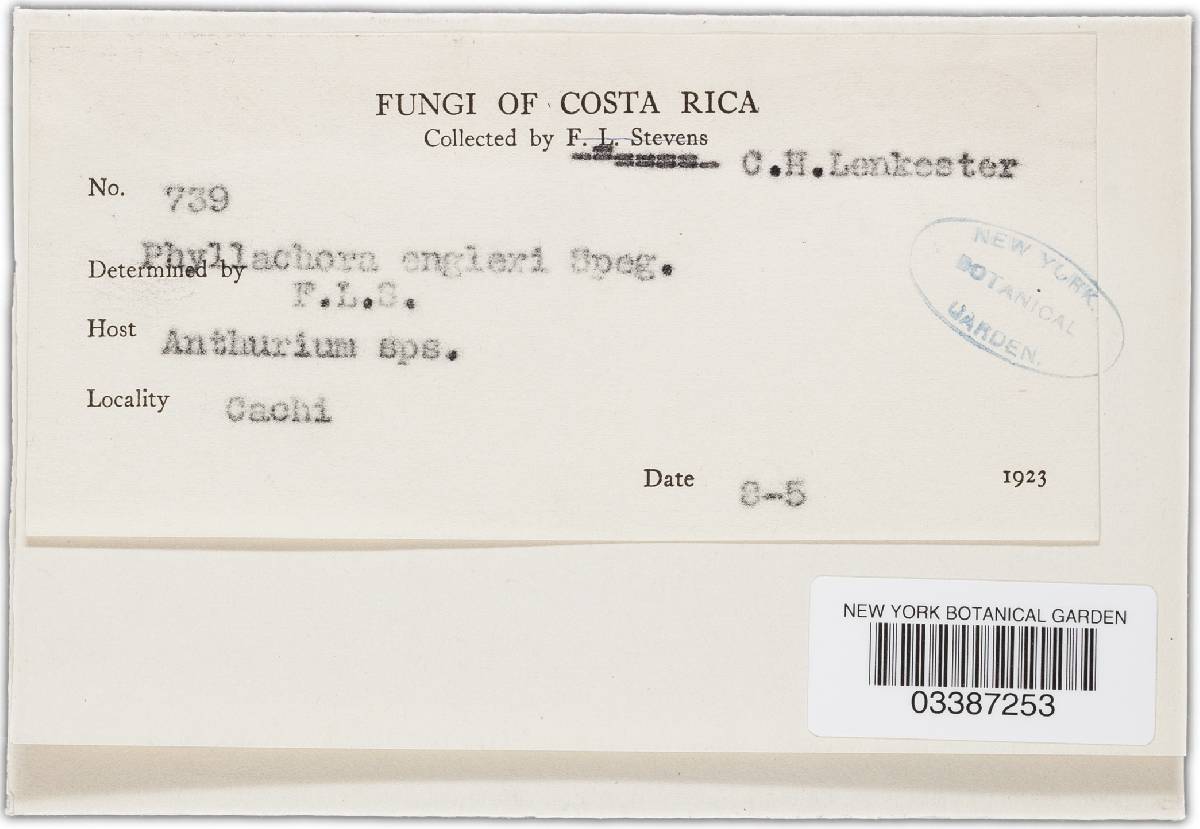 FUNGI OF COSTA RICA
Collected by F. L. Stevens C.H.Lankester
No. 739
Phyllachora engleri Speg.
Determined by F.L.S.
Host Anthurium sps.
Locality Cachi
Date 8-5 1923
NEW YORK
BOTANICAL
GARDEN.
NEW YORK BOTANICAL GARDEN
03387253